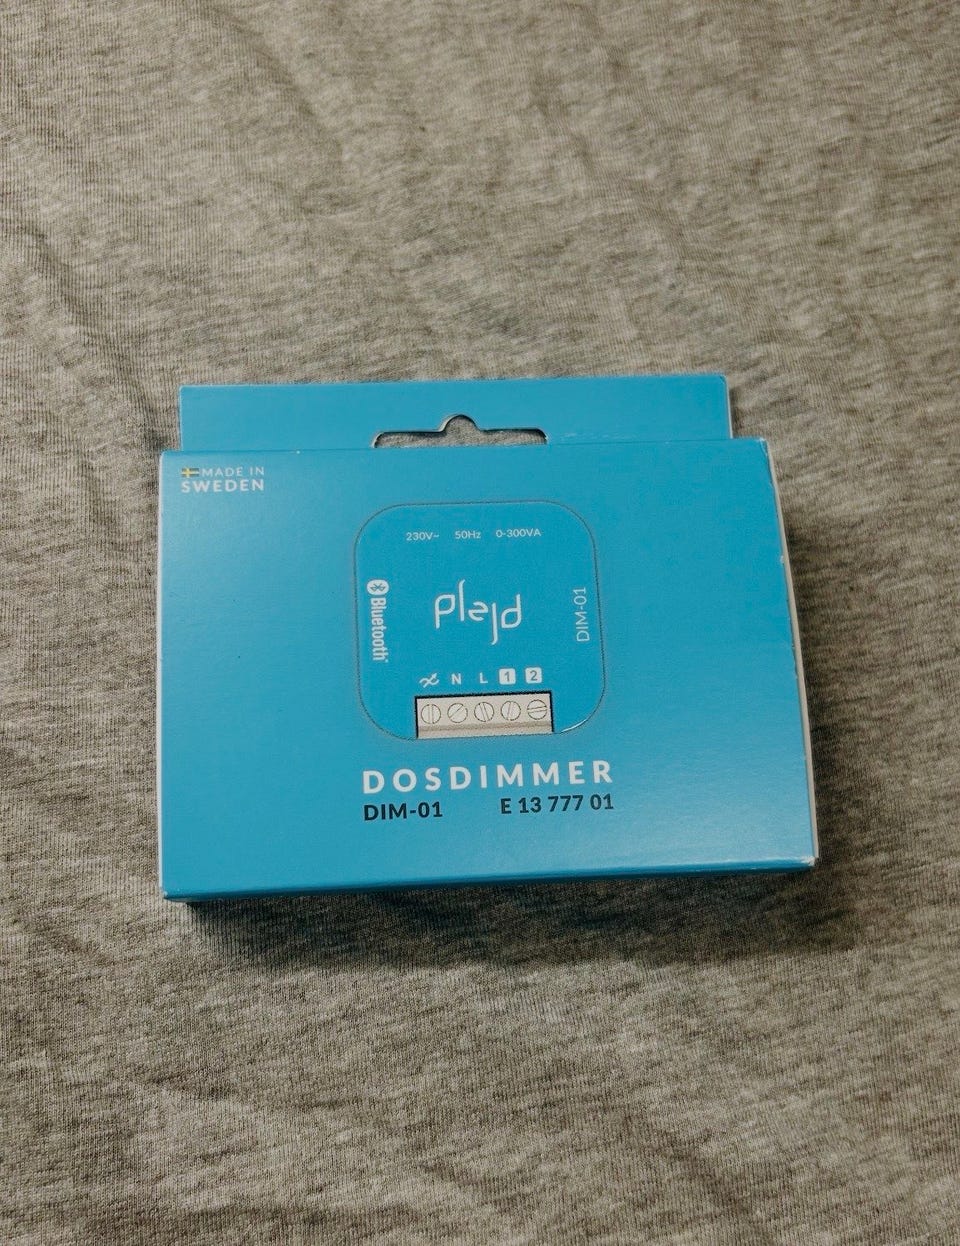 MADE IN
SWEDEN
230V~ 50Hz 0-300VA
Bluetooth®
plejd
DIM-01
N L 1 2
DOSDIMMER
DIM-01 E 13 777 01